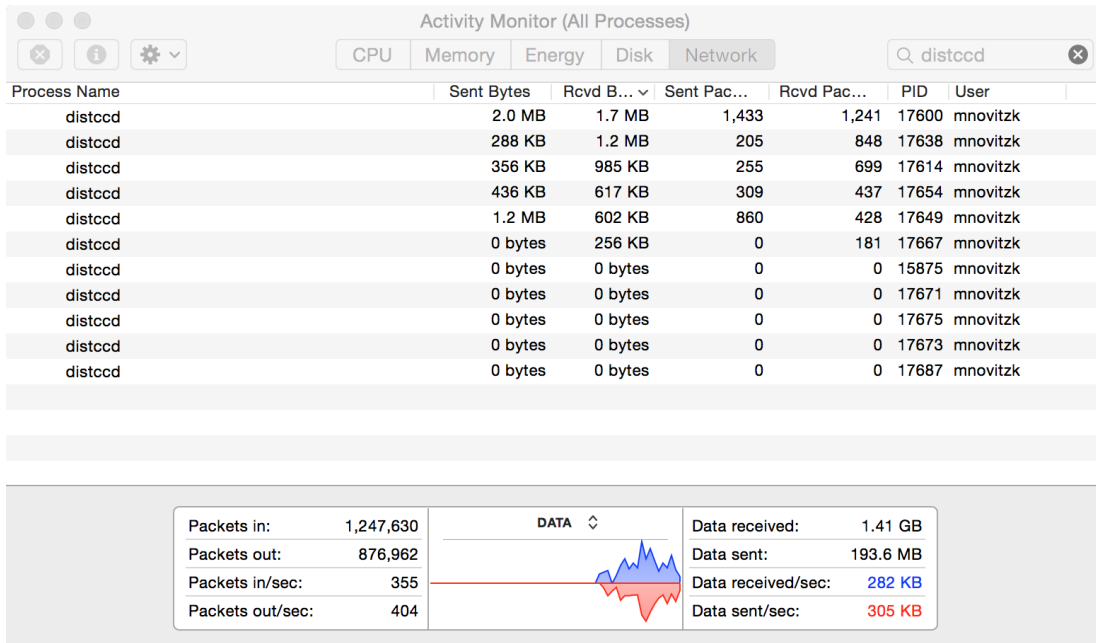 Activity Monitor (All Processes)
CPU Memory Energy Disk Network distccd
Process Name Sent Bytes Rcvd B... Sent Pac... Rcvd Pac... PID User
distccd 2.0 MB 1.7 MB 1,433 1,241 17600 mnovitzk
distccd 288 KB 1.2 MB 205 848 17638 mnovitzk
distccd 356 KB 985 KB 255 699 17614 mnovitzk
distccd 436 KB 617 KB 309 437 17654 mnovitzk
distccd 1.2 MB 602 KB 860 428 17649 mnovitzk
distccd 0 bytes 256 KB 0 181 17667 mnovitzk
distccd 0 bytes 0 bytes 0 0 15875 mnovitzk
distccd 0 bytes 0 bytes 0 0 17671 mnovitzk
distccd 0 bytes 0 bytes 0 0 17675 mnovitzk
distccd 0 bytes 0 bytes 0 0 17673 mnovitzk
distccd 0 bytes 0 bytes 0 0 17687 mnovitzk
Packets in: 1,247,630 DATA Data received: 1.41 GB
Packets out: 876,962 Data sent: 193.6 MB
Packets in/sec: 355 Data received/sec: 282 KB
Packets out/sec: 404 Data sent/sec: 305 KB